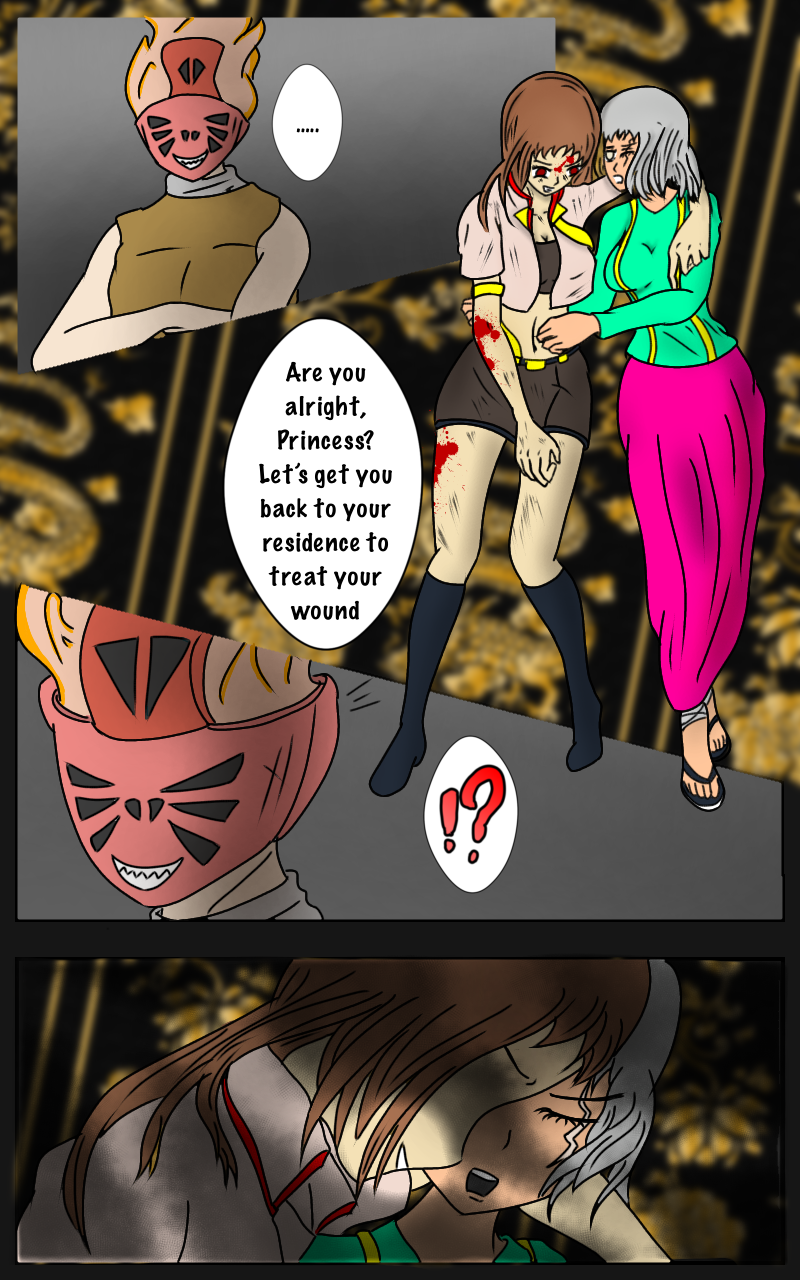 .....
Are you
alright,
Princess?
Let's get you
back to your
residence to
treat your
wound
!?